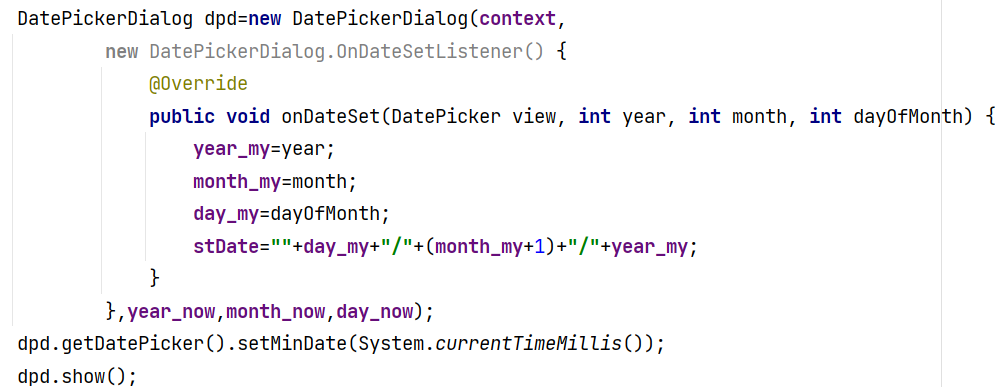 DatePickerDialog dpd=new DatePickerDialog(context,
new DatePickerDialog.OnDateSetListener() {
@Override
public void onDateSet(DatePicker view, int year, int month, int dayOfMonth) {
year_my=year;
month_my=month;
day_my=dayOfMonth;
stDate=""+day_my+"/"+(month_my+1)+"/"+year_my;
}
},year_now,month_now,day_now);
dpd.getDatePicker().setMinDate(System.currentTimeMillis());
dpd.show();